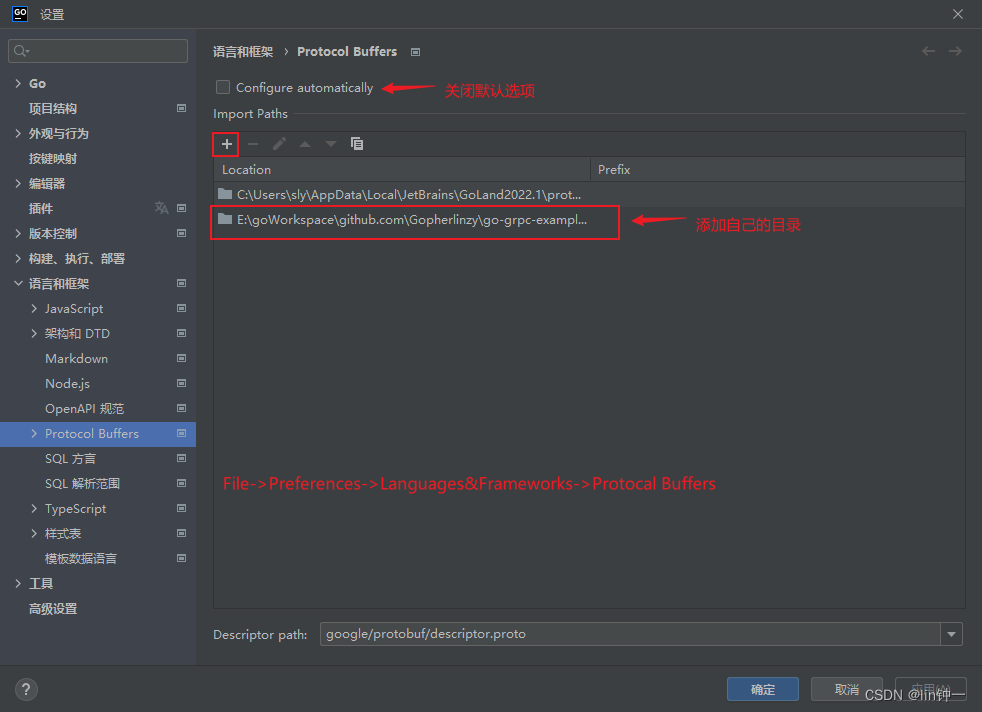 GO 设置
语言和框架 › Protocol Buffers
Go
项目结构
外观与行为
按键映射
编辑器
插件
版本控制
构建、执行、部署
语言和框架
JavaScript
架构和 DTD
Markdown
Node.js
OpenAPI 规范
Protocol Buffers
SQL 方言
SQL 解析范围
TypeScript
样式表
模板数据语言
工具
高级设置
Configure automatically
关闭默认选项
Import Paths
Location Prefix
C:\Users\sly\AppData\Local\JetBrains\GoLand2022.1\prot...
E:\goWorkspace\github.com\Gopherlinzy\go-grpc-exampl...
添加自己的目录
File->Preferences->Languages&Frameworks->Protocal Buffers
Descriptor path: google/protobuf/descriptor.proto
? 确定 取消 应用(A)
CSDN @lin钟一